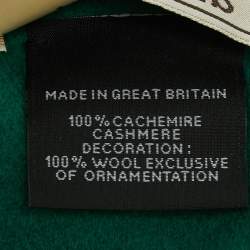 MADE IN GREAT BRITAIN
100% CACHEMIRE
CASHMERE
DECORATION:
100% WOOL EXCLUSIVE
OF ORNAMENTATION